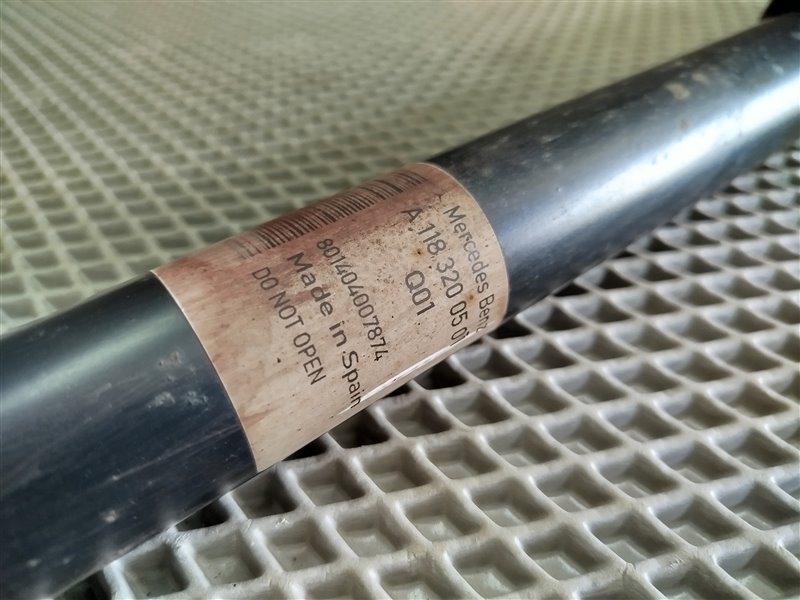 Mercedes Benz
A 118 320 05 0
Q01
801404007874
Made in Spain
DO NOT OPEN